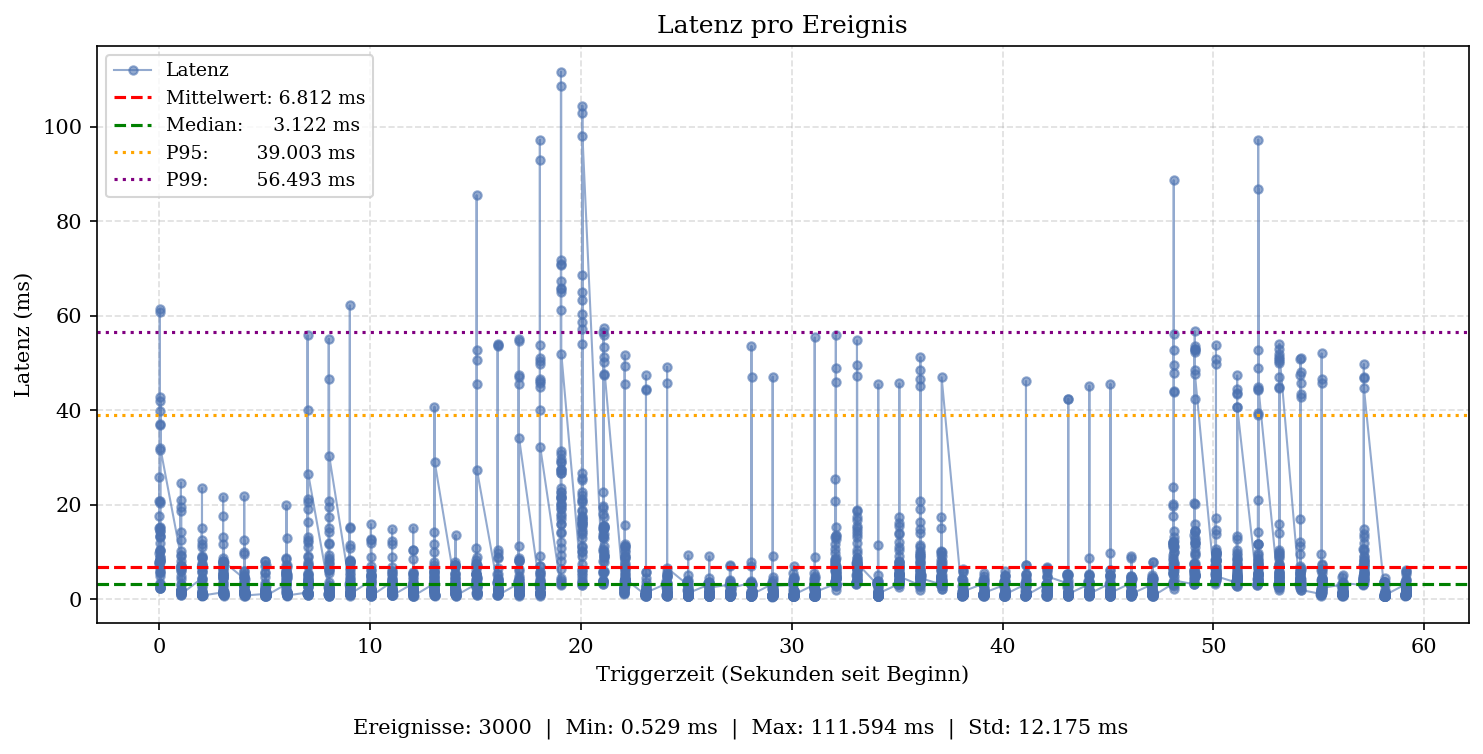 Latenz pro Ereignis
Latenz
Mittelwert: 6.812 ms
Median: 3.122 ms
P95: 39.003 ms
P99: 56.493 ms
Latenz (ms)
100
80
60
40
20
0
0 10 20 30 40 50 60
Triggerzeit (Sekunden seit Beginn)
Ereignisse: 3000 | Min: 0.529 ms | Max: 111.594 ms | Std: 12.175 ms